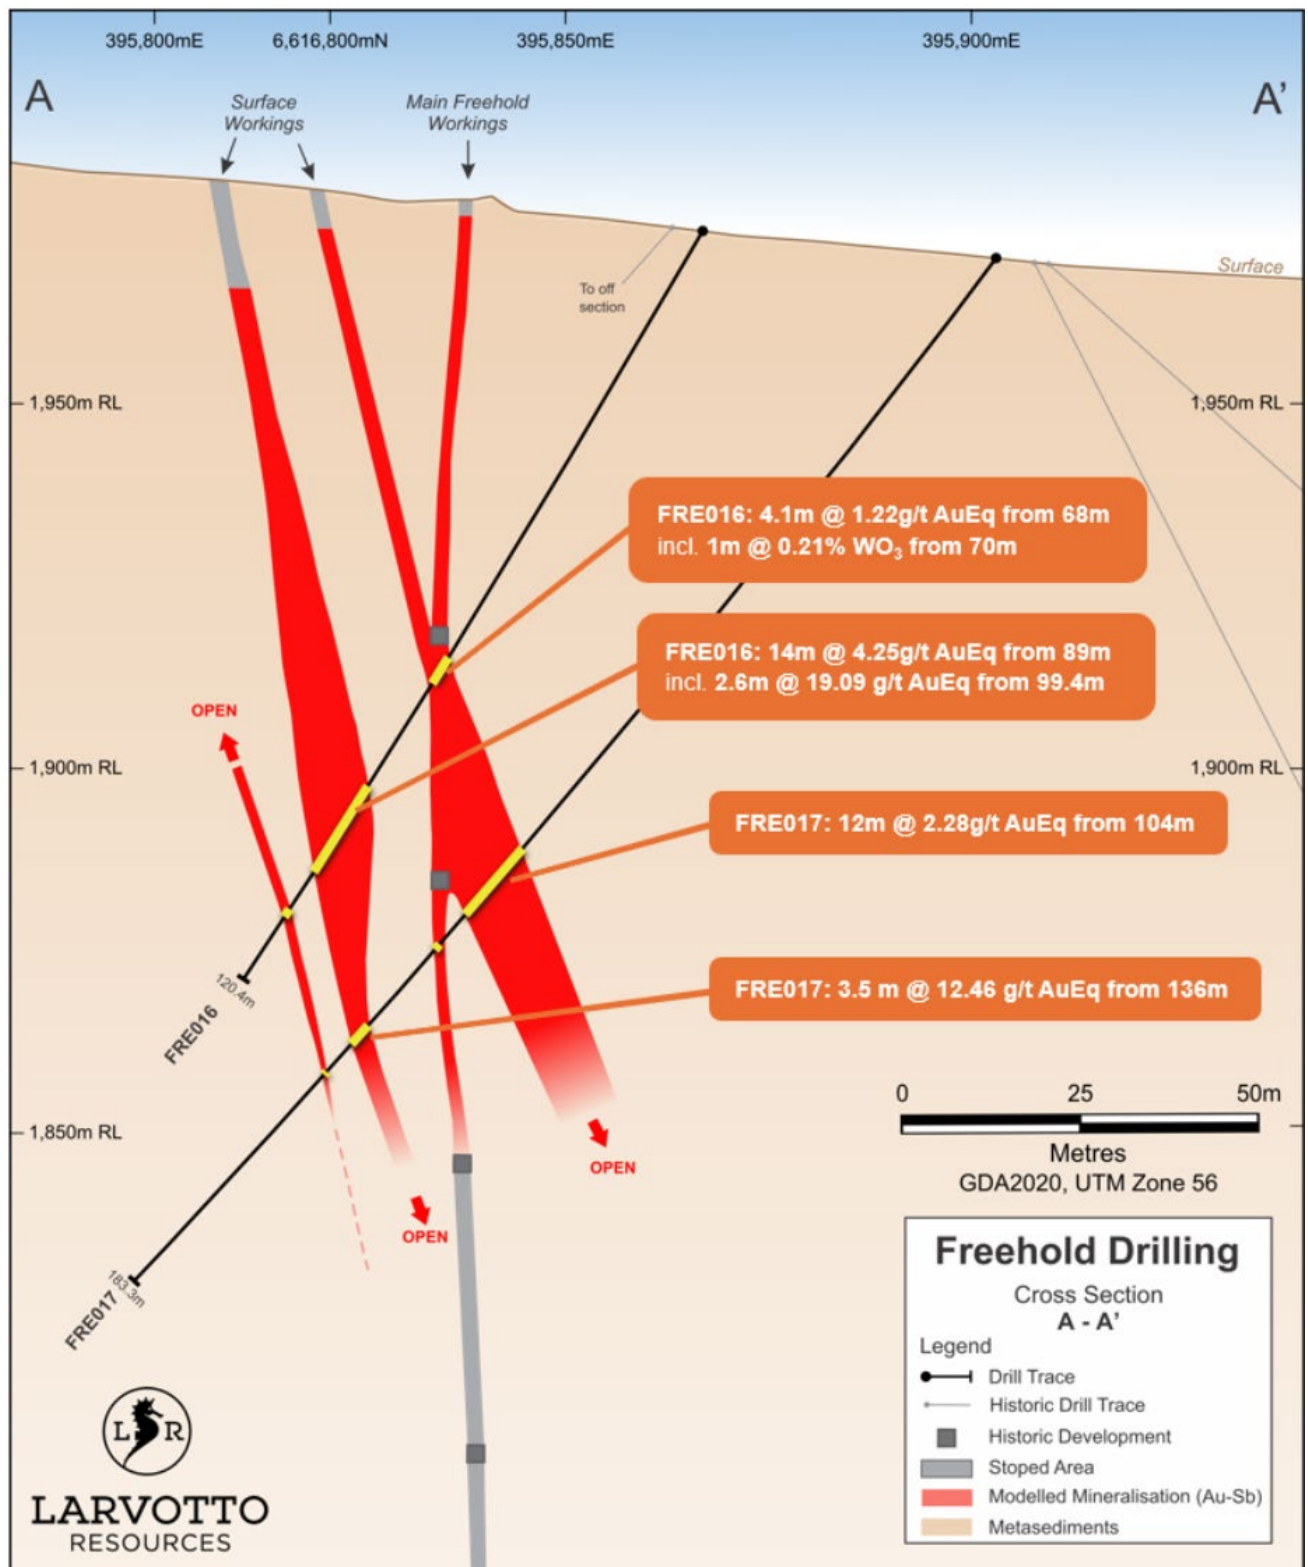 395,800mE
6,616,800mN
395,850mE
395,900mE
A
A'
Surface
Workings
Main Freehold
Workings
Surface
To off
section
1,950m RL
1,950m RL
FRE016: 4.1m @ 1.22g/t AuEq from 68m
incl. 1m @ 0.21% WO₃ from 70m
FRE016: 14m @ 4.25g/t AuEq from 89m
incl. 2.6m @ 19.09 g/t AuEq from 99.4m
OPEN
1,900m RL
1,900m RL
FRE017: 12m @ 2.28g/t AuEq from 104m
120.4m
FRE016
FRE017: 3.5 m @ 12.46 g/t AuEq from 136m
1,850m RL
OPEN
OPEN
183.3m
FRE017
0 25 50m
Metres
GDA2020, UTM Zone 56
Freehold Drilling
Cross Section
A - A'
Legend
Drill Trace
Historic Drill Trace
Historic Development
Stoped Area
Modelled Mineralisation (Au-Sb)
Metasediments
L R
LARVOTTO
RESOURCES